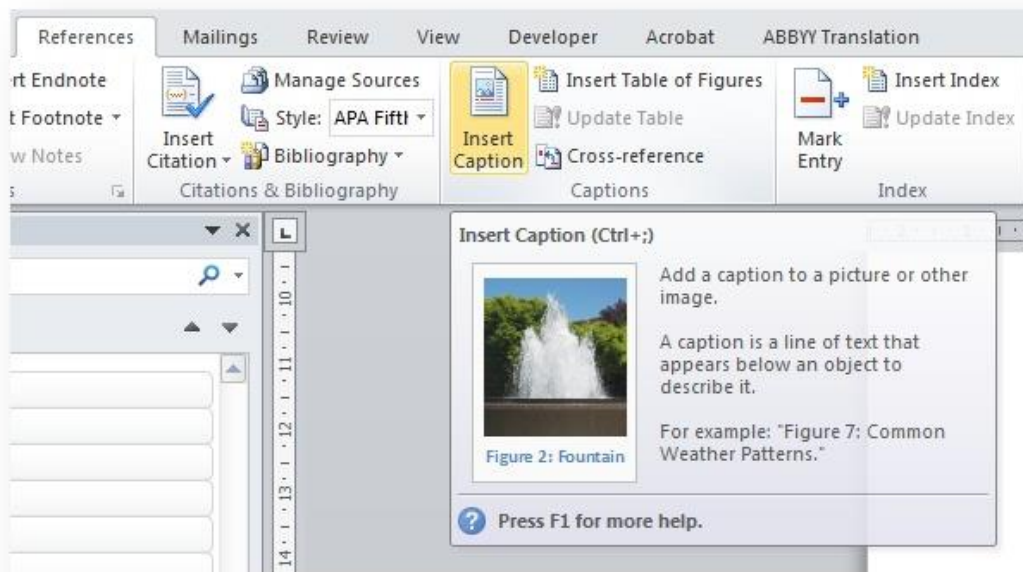 References Mailings Review View Developer Acrobat ABBYY Translation
rt Endnote Manage Sources Insert Table of Figures Insert Index
t Footnote Style: APA Fiftl Update Table Update Index
w Notes Insert Citation Bibliography Insert Caption Cross-reference Mark Entry
s Citations & Bibliography Captions Index
L
Insert Caption (Ctrl+;)
Add a caption to a picture or other
image.
A caption is a line of text that
appears below an object to
describe it.
For example: "Figure 7: Common
Weather Patterns."
Figure 2: Fountain
Press F1 for more help.
10
11
12
13
14